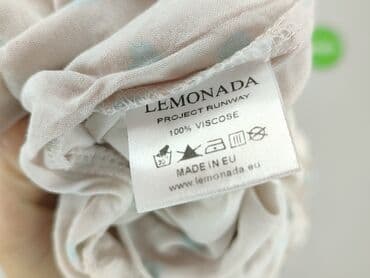 LEMONADA
PROJECT RUNWAY
100% VISCOSE
MADE IN EU
www.lemonada.eu